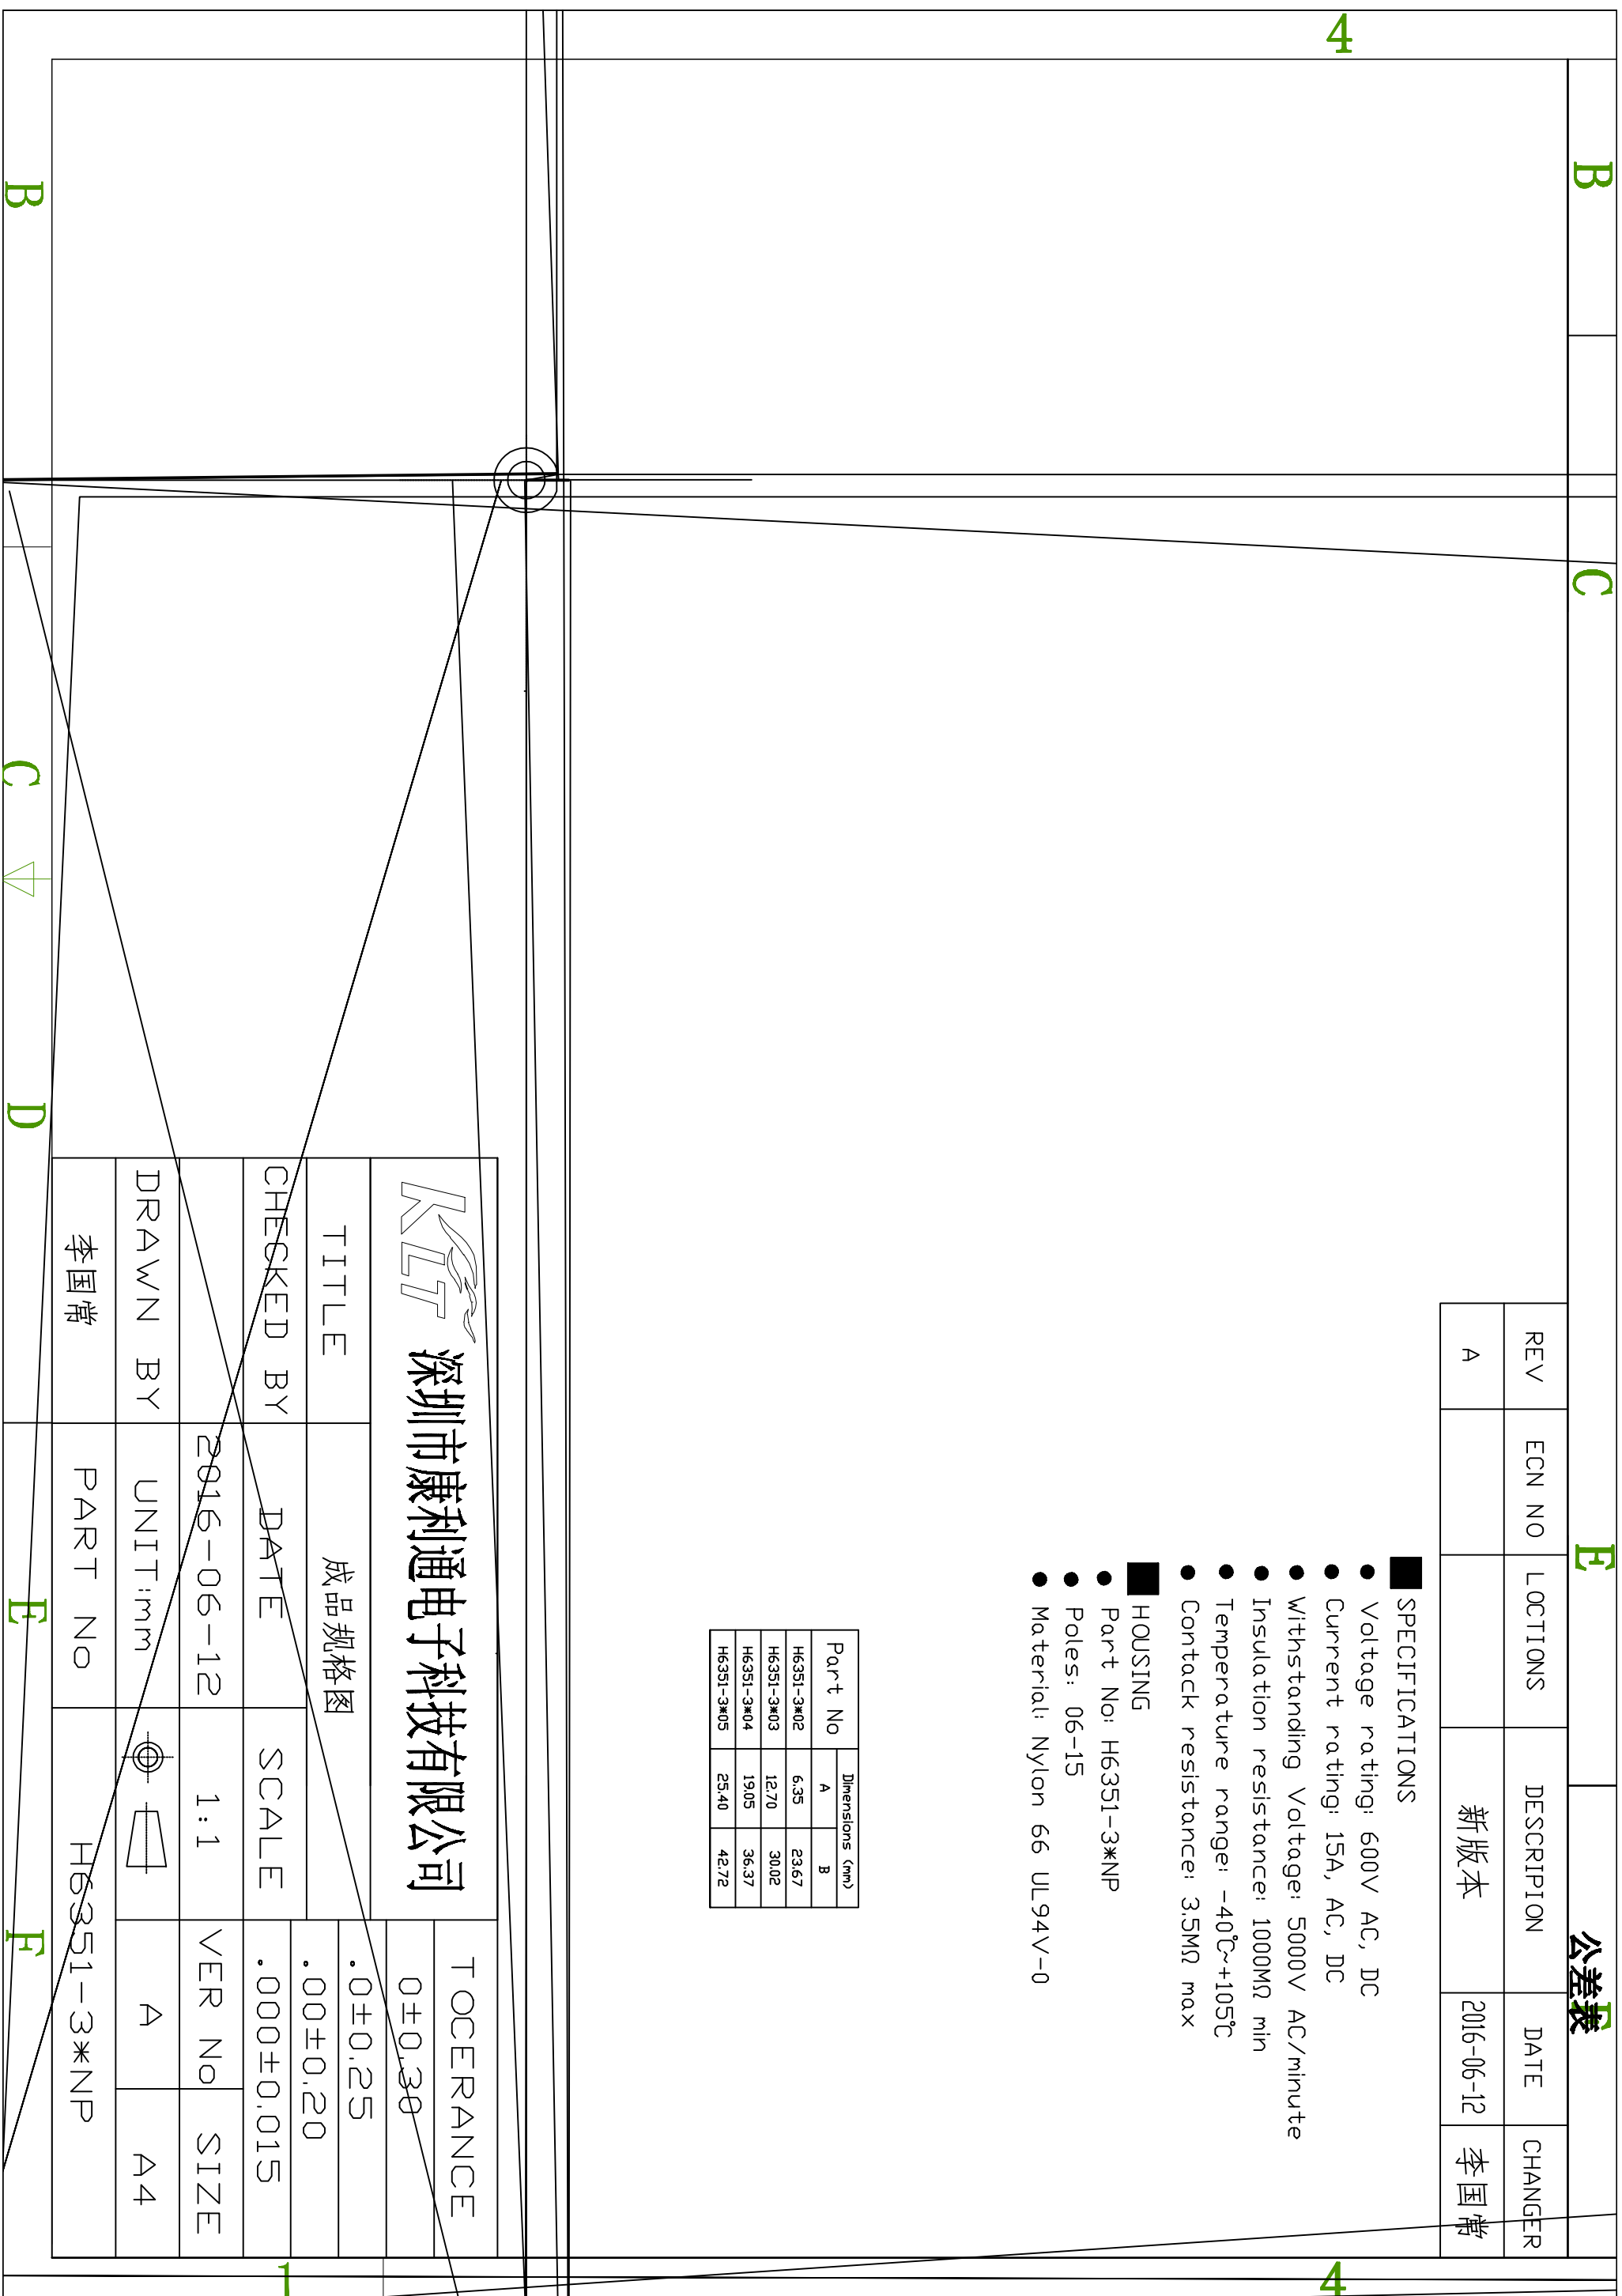 4
B
B
C
C
D
E
E
F
F
1
4
公差表
REV ECN NO LOCTIONS DESCRIPION DATE CHANGER
A 新版本 2016-06-12 李国常
SPECIFICATIONS
Voltage rating: 600V AC, DC
Current rating: 15A, AC, DC
Withstanding Voltage: 5000V AC/minute
Insulation resistance: 1000MΩ min
Temperature range: -40℃~+105℃
Contack resistance: 3.5MΩ max
HOUSING
Part No: H6351-3*NP
Poles: 06-15
Material: Nylon 66 UL94V-0
Part No Dimensions (mm)
A B
H6351-3*02 6.35 23.67
H6351-3*03 12.70 30.02
H6351-3*04 19.05 36.37
H6351-3*05 25.40 42.72
KLT 深圳市康利通电子科技有限公司
TOCERANCE
0±0.30
.0±0.25
.00±0.20
.000±0.015
TITLE 成品规格图
CHECKED BY DATE SCALE VER No SIZE
2016-06-12 1:1
DRAWN BY UNIT:mm A A4
李国常 PART No H6351-3*NP